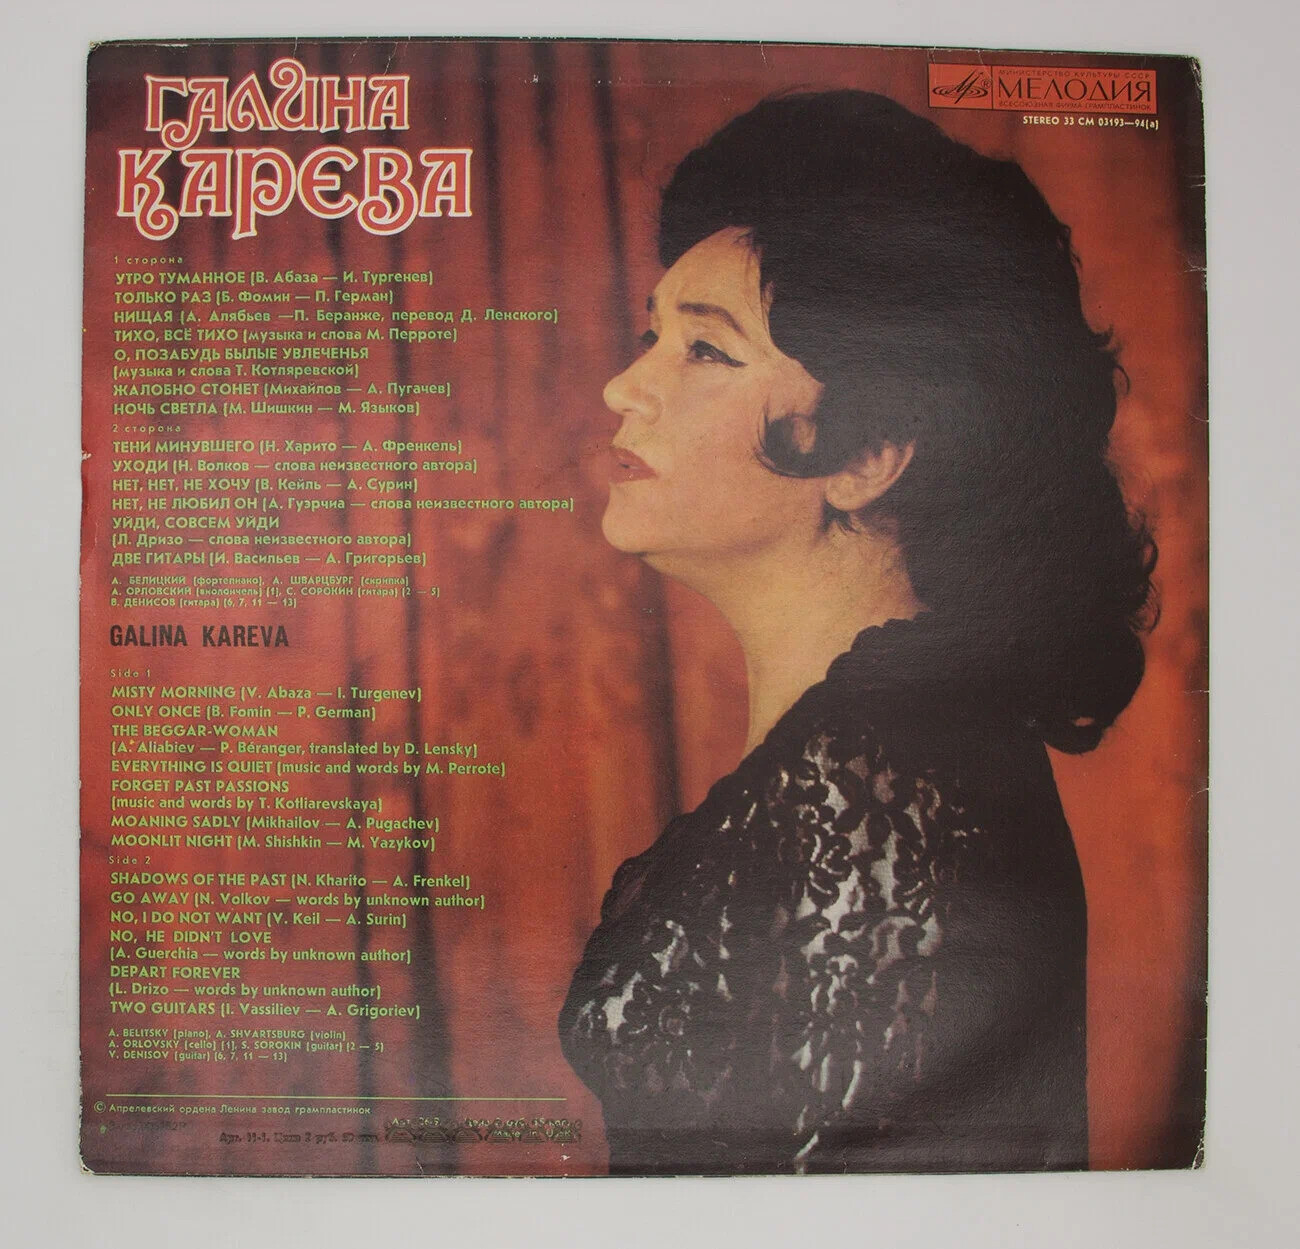 ГАЛИНА
КАРЕВА
МИНИСТЕРСТВО КУЛЬТУРЫ СССР
МЕЛОДИЯ
ВСЕСОЮЗНАЯ ФИРМА ГРАМПЛАСТИНОК
STEREO 33 СМ 03193—94(а)
1 сторона
УТРО ТУМАННОЕ (В. Абаза — И. Тургенев)
ТОЛЬКО РАЗ (Б. Фомин — П. Герман)
НИЩАЯ (А. Алябьев —П. Беранже, перевод Д. Ленского)
ТИХО, ВСЁ ТИХО (музыка и слова М. Перроте)
О, ПОЗАБУДЬ БЫЛЫЕ УВЛЕЧЕНЬЯ
(музыка и слова Т. Котляревской)
ЖАЛОБНО СТОНЕТ (Михайлов — А. Пугачев)
НОЧЬ СВЕТЛА (М. Шишкин — М. Языков)
2 сторона
ТЕНИ МИНУВШЕГО (Н. Харито — А. Френкель)
УХОДИ (Н. Волков — слова неизвестного автора)
НЕТ, НЕТ, НЕ ХОЧУ (В. Кейль — А. Сурин)
НЕТ, НЕ ЛЮБИЛ ОН (А. Гуэрчиа — слова неизвестного автора)
УЙДИ, СОВСЕМ УЙДИ
(Л. Дризо — слова неизвестного автора)
ДВЕ ГИТАРЫ (И. Васильев — А. Григорьев)
А. БЕЛИЦКИЙ (фортепиано), А. ШВАРЦБУРГ (скрипка)
А. ОРЛОВСКИЙ (виолончель) (1), С. СОРОКИН (гитара) (2 — 5)
В. ДЕНИСОВ (гитара) (6, 7, 11 — 13)
GALINA KAREVA
Side 1
MISTY MORNING (V. Abaza — I. Turgenev)
ONLY ONCE (B. Fomin — P. German)
THE BEGGAR-WOMAN
(A. Aliabiev — P. Béranger, translated by D. Lensky)
EVERYTHING IS QUIET (music and words by M. Perrote)
FORGET PAST PASSIONS
(music and words by T. Kotliarevskaya)
MOANING SADLY (Mikhailov — A. Pugachev)
MOONLIT NIGHT (M. Shishkin — M. Yazykov)
Side 2
SHADOWS OF THE PAST (N. Kharito — A. Frenkel)
GO AWAY (N. Volkov — words by unknown author)
NO, I DO NOT WANT (V. Keil — A. Surin)
NO, HE DIDN'T LOVE
(A. Guerchia — words by unknown author)
DEPART FOREVER
(L. Drizo — words by unknown author)
TWO GUITARS (I. Vassiliev — A. Grigoriev)
A. BELITSKY (piano), A. SHVARTSBURG (violin)
A. ORLOVSKY (cello) (1), S. SOROKIN (guitar) (2 — 5)
V. DENISOV (guitar) (6, 7, 11 — 13)
© Апрелевский ордена Ленина завод грампластинок
Арт. 11-1. Цена 2 руб.
Made in